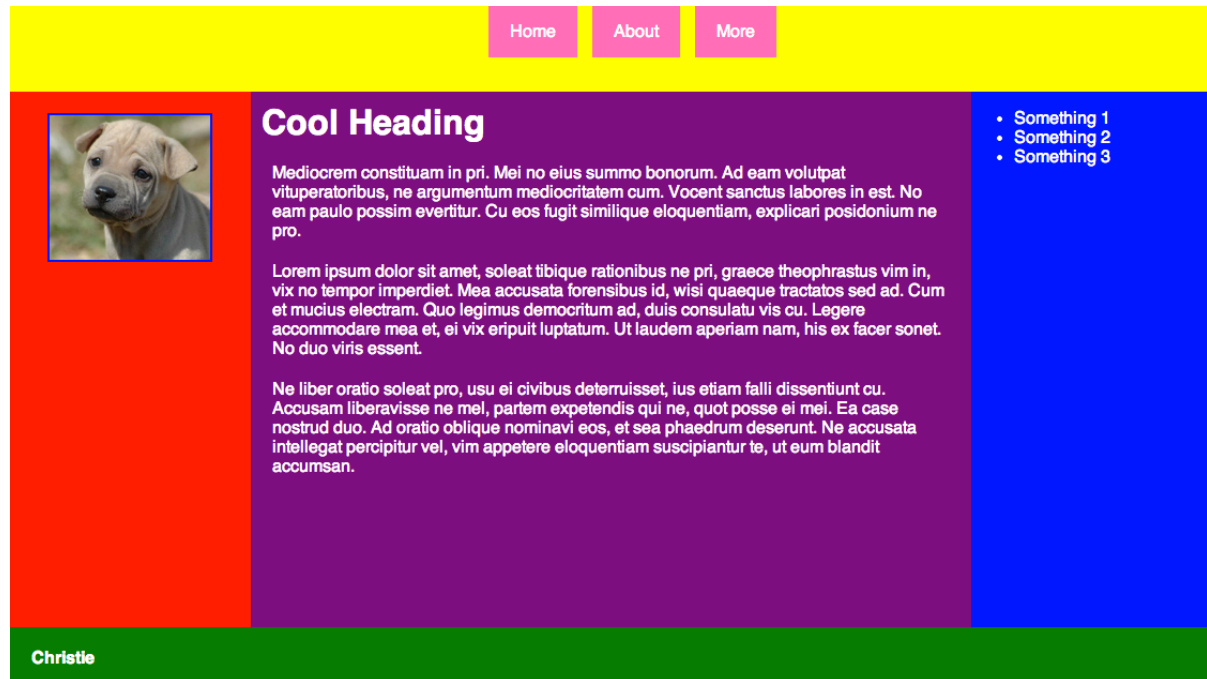 Home About More
Cool Heading
Mediocrem constituam in pri. Mei no eius summo bonorum. Ad eam volutpat
vituperatoribus, ne argumentum mediocritatem cum. Vocent sanctus labores in est. No
eam paulo possim evertitur. Cu eos fugit similique eloquentiam, explicari posidonium ne
pro.
Lorem ipsum dolor sit amet, soleat tibique rationibus ne pri, graece theophrastus vim in,
vix no tempor imperdiet. Mea accusata forensibus id, wisi quaeque tractatos sed ad. Cum
et mucius electram. Quo legimus democritum ad, duis consulatu vis cu. Legere
accommodare mea et, ei vix eripuit luptatum. Ut laudem aperiam nam, his ex facer sonet.
No duo viris essent.
Ne liber oratio soleat pro, usu ei civibus deterruisset, ius etiam falli dissentiunt cu.
Accusam liberavisse ne mel, partem expetendis qui ne, quot posse ei mei. Ea case
nostrud duo. Ad oratio oblique nominavi eos, et sea phaedrum deserunt. Ne accusata
intellegat percipitur vel, vim appetere eloquentiam suscipiantur te, ut eum blandit
accumsan.
• Something 1
• Something 2
• Something 3
Christie